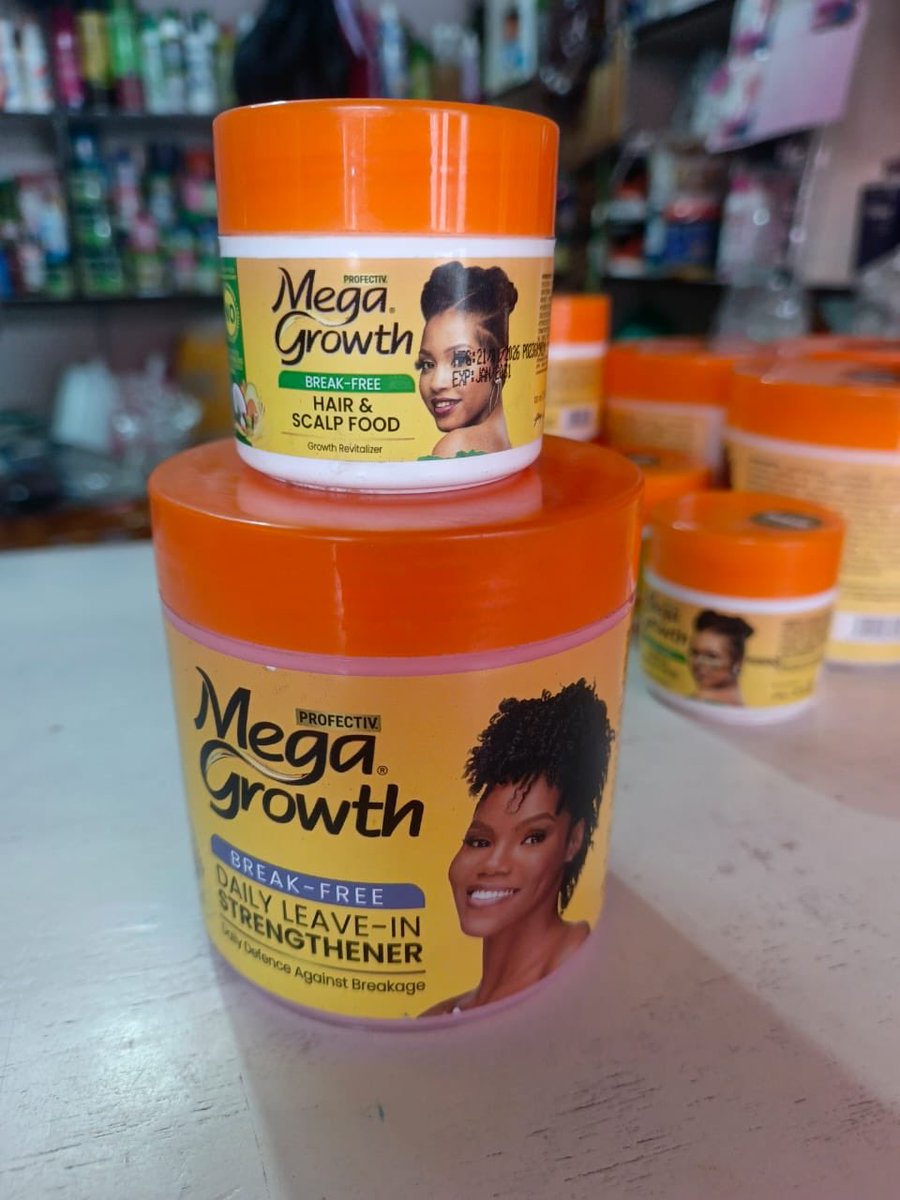 PROFECTIV.
Mega
Growth
BREAK-FREE
HAIR &
SCALP FOOD
Growth Revitalizer
PROFECTIV.
Mega
Growth
BREAK-FREE
DAILY LEAVE-IN
STRENGTHENER
Daily Defence Against Breakage
Growth